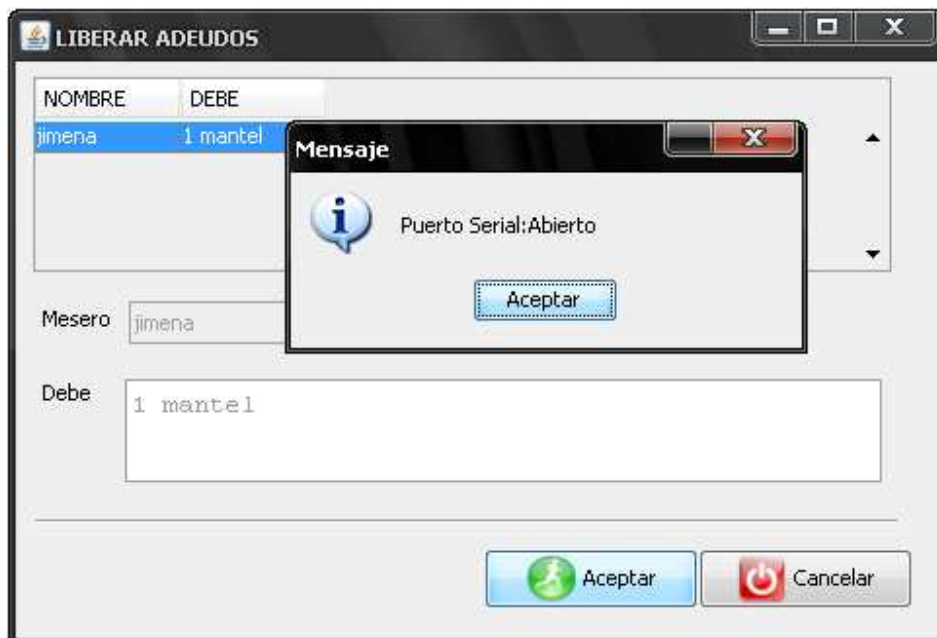 LIBERAR ADEUDOS
NOMBRE DEBE
jimena 1 mantel
Mensaje
Puerto Serial:Abierto
Aceptar
Mesero jimena
Debe 1 mantel
Aceptar Cancelar